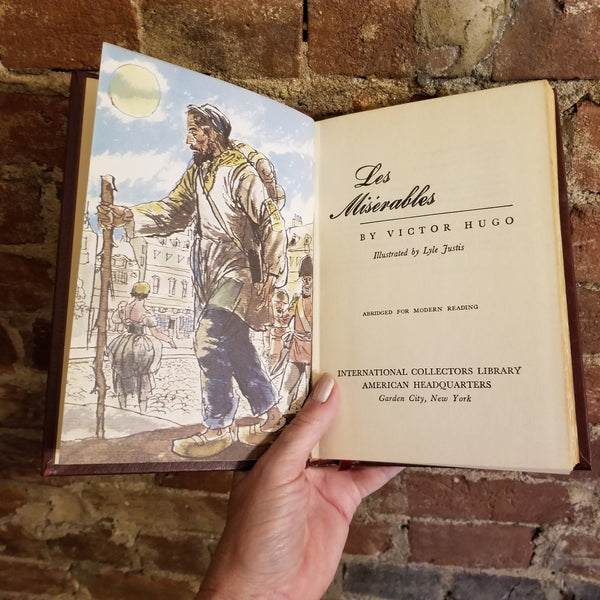 Les
Misérables
BY VICTOR HUGO
Illustrated by Lyle Justis
ABRIDGED FOR MODERN READING
INTERNATIONAL COLLECTORS LIBRARY
AMERICAN HEADQUARTERS
Garden City, New York